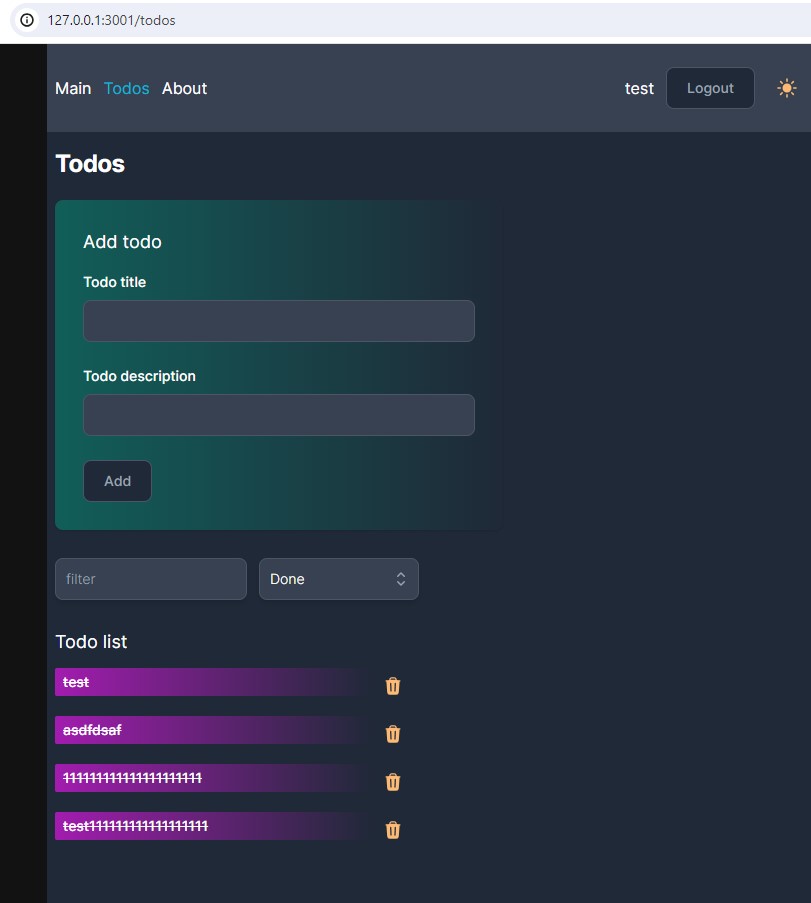 127.0.0.1:3001/todos
Main Todos About test Logout
Todos
Add todo
Todo title
Todo description
Add
filter Done
Todo list
test
asdfdsaf
11111111111111111111
test11111111111111111